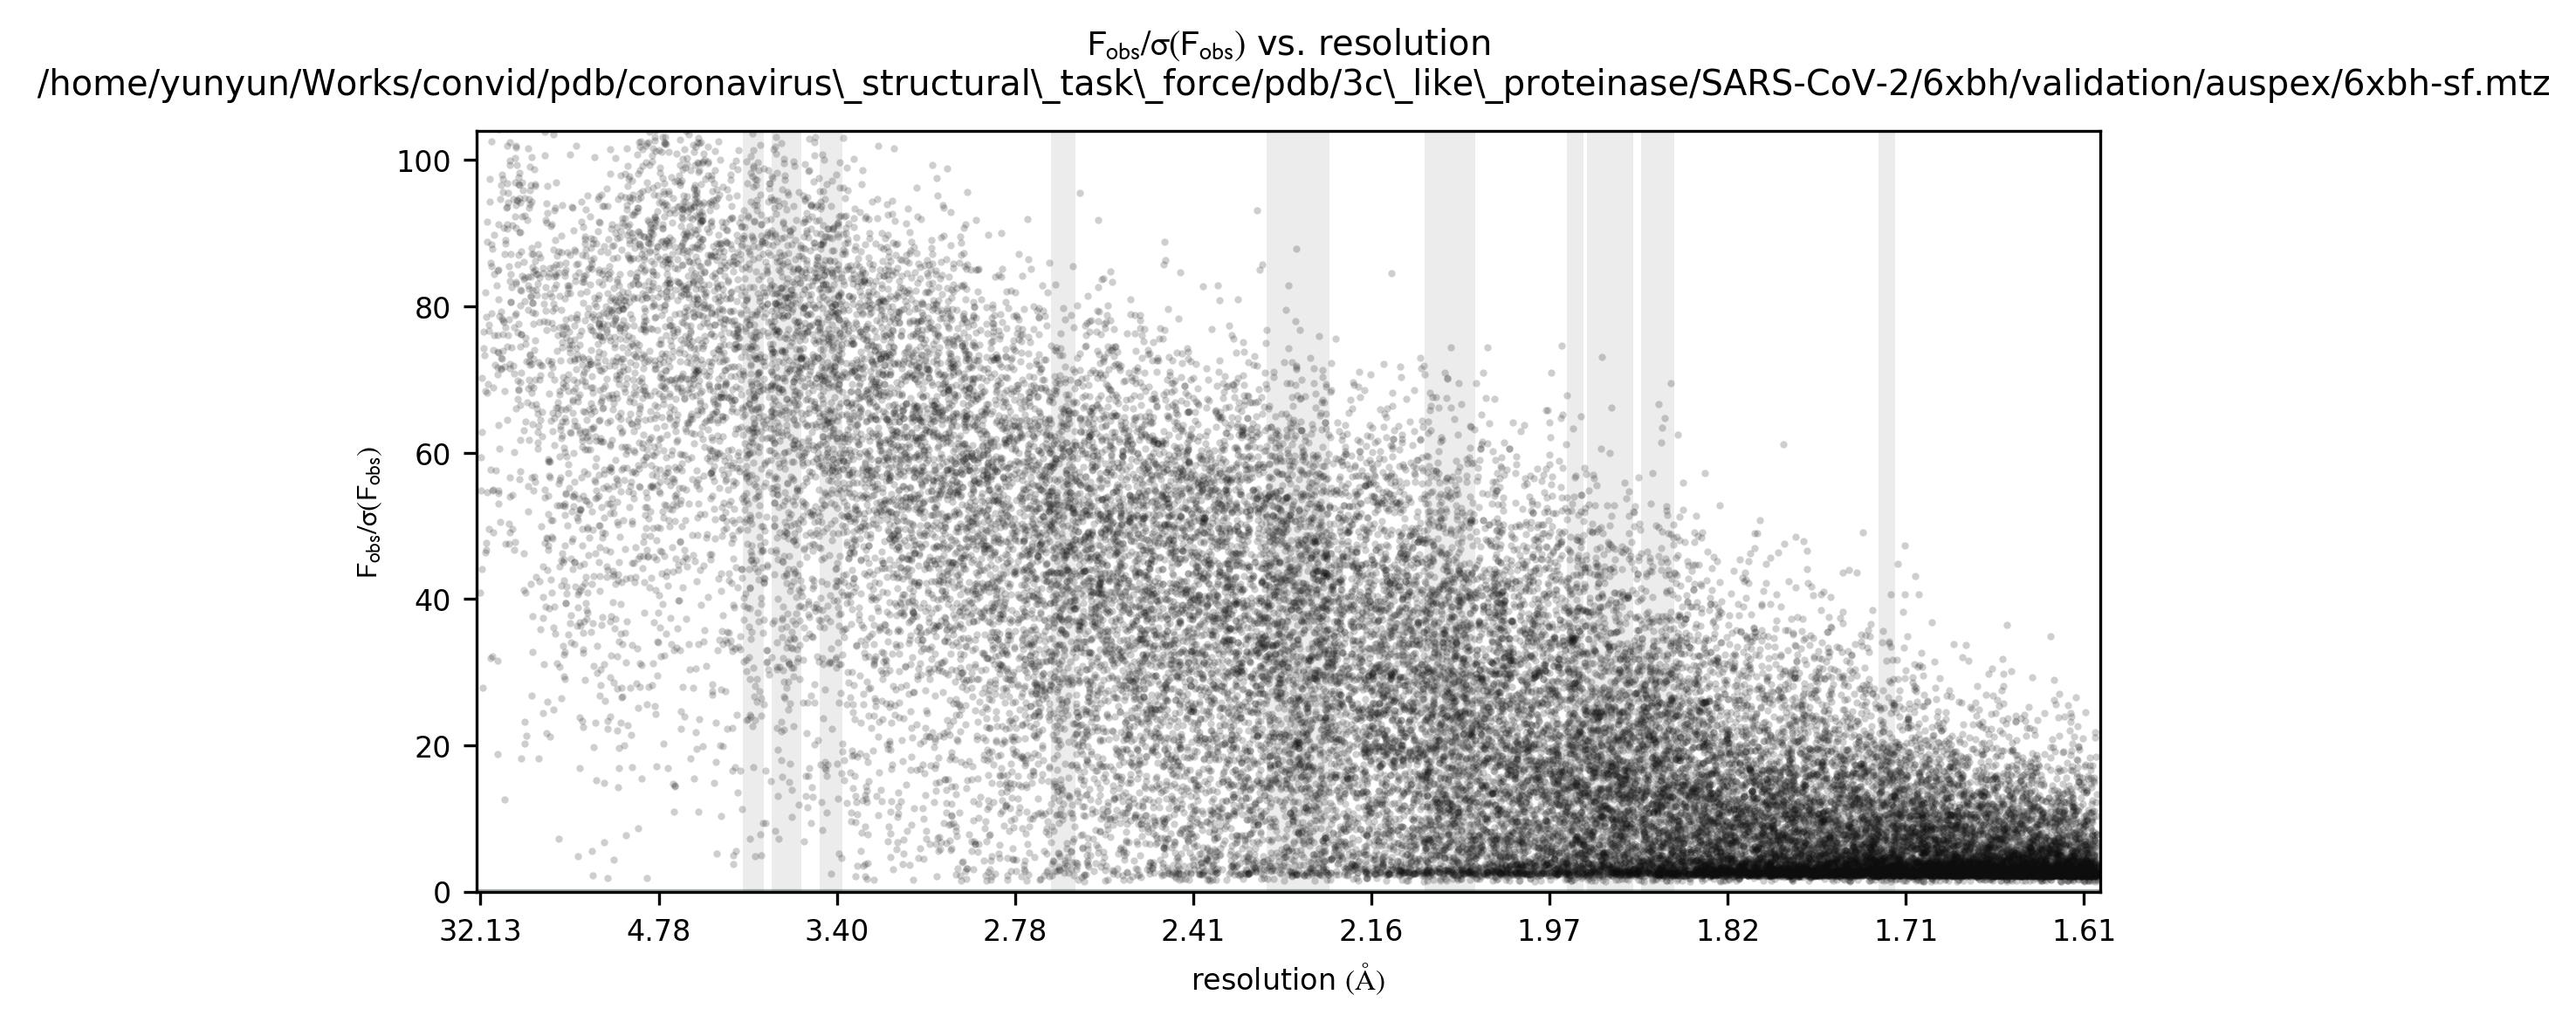 Fobs/σ(Fobs) vs. resolution
/home/yunyun/Works/convid/pdb/coronavirus\_structural\_task\_force/pdb/3c\_like\_proteinase/SARS-CoV-2/6xbh/validation/auspex/6xbh-sf.mtz
100
80
60
40
20
0
Fobs/σ(Fobs)
32.13 4.78 3.40 2.78 2.41 2.16 1.97 1.82 1.71 1.61
resolution (Å)